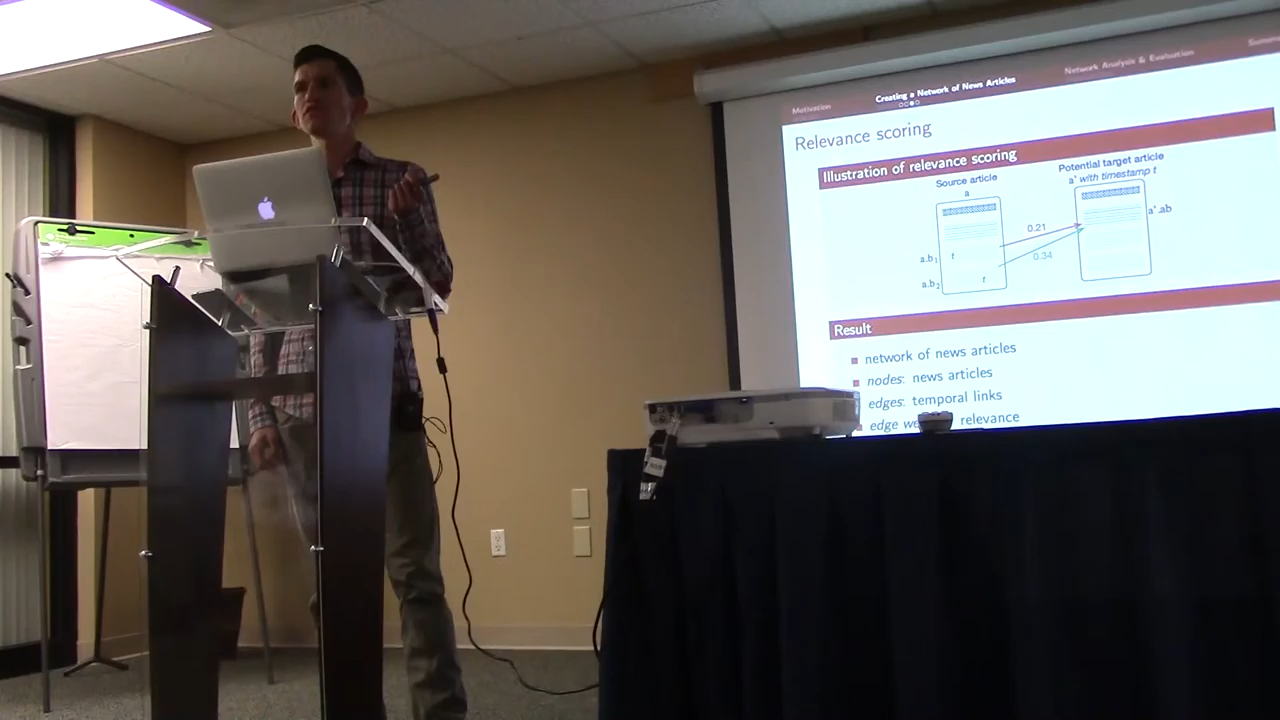 Motivation
Creating a Network of News Articles
Network Analysis & Evaluation
Relevance scoring
Illustration of relevance scoring
Source article
a
Potential target article
a' with timestamp t
a.b1
t
a.b2
t
0.21
0.34
a'.ab
Result
network of news articles
nodes: news articles
edges: temporal links
edge we relevance